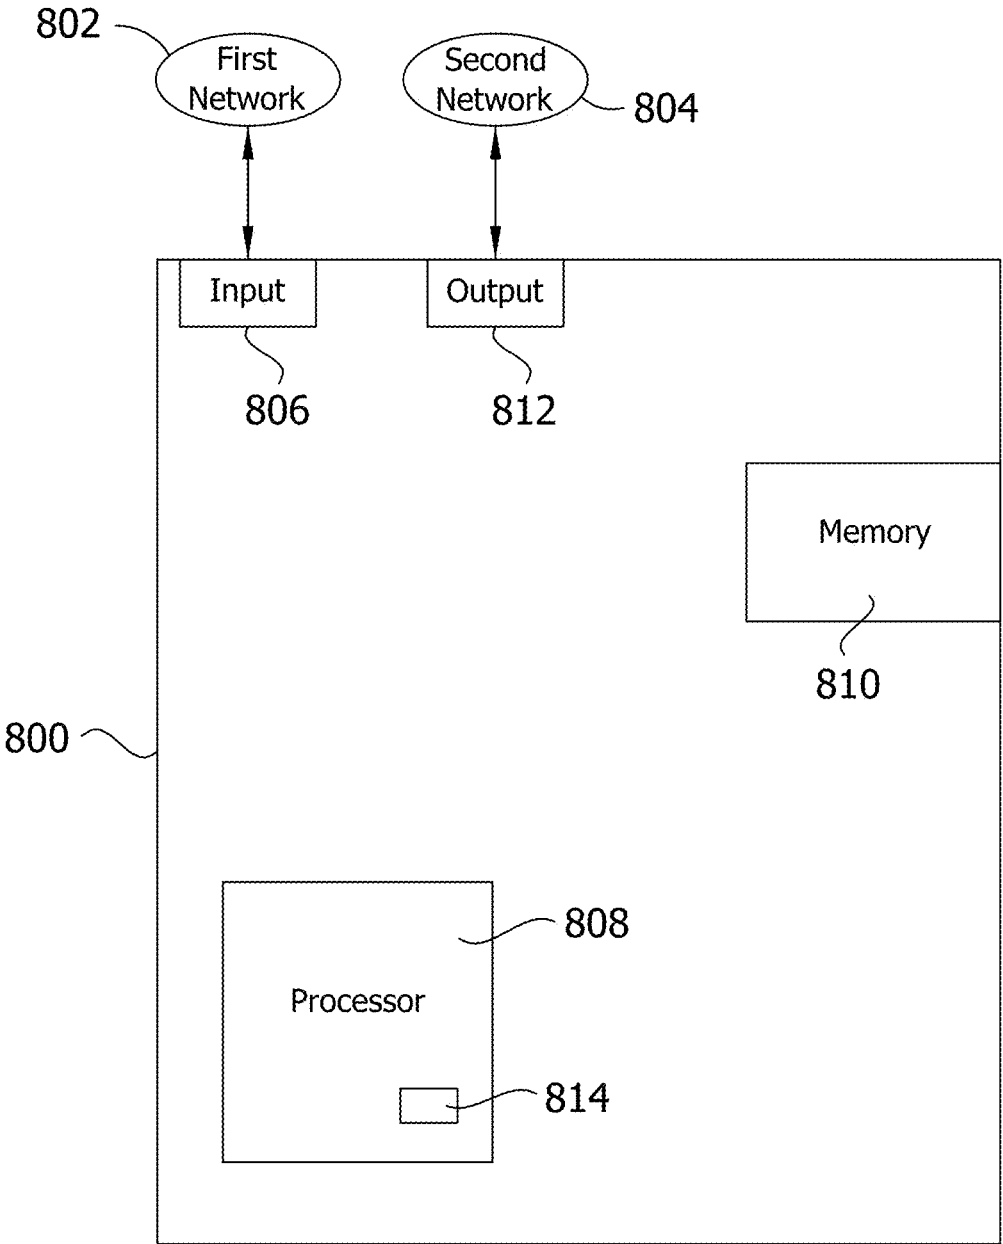 802
First
Network
Second
Network
804
Input
Output
806
812
Memory
810
800
808
Processor
814